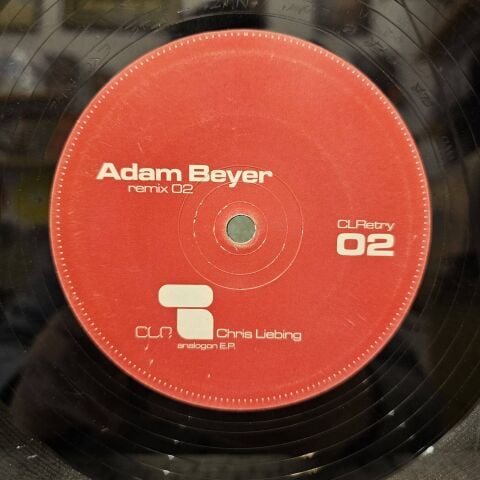 Adam Beyer
remix 02
CLRetry
02
CLR
Chris Liebing
analogon E.P.